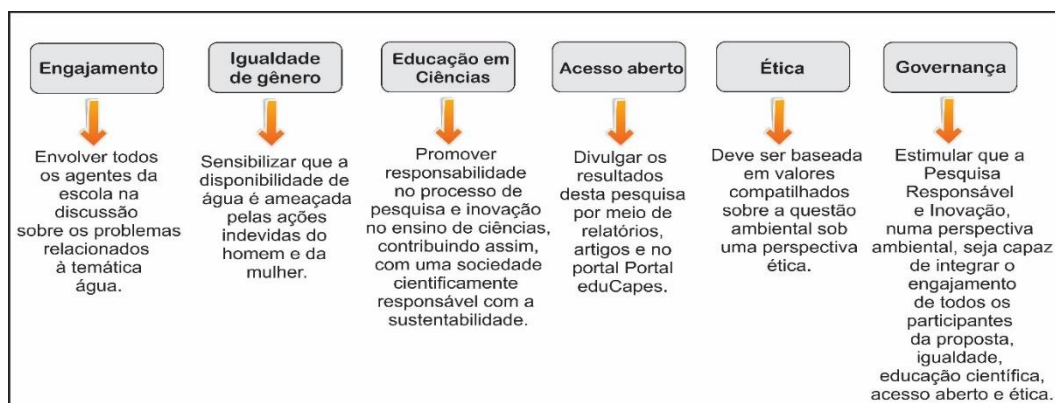 Engajamento
Envolver todos
os agentes da
escola na
discussão
sobre os problemas
relacionados
à temática
água.
Igualdade
de gênero
Sensibilizar que a
disponibilidade de
água é ameaçada
pelas ações
indevidas do
homem e da
mulher.
Educação em
Ciências
Promover
responsabilidade
no processo de
pesquisa e inovação
no ensino de ciências,
contribuindo assim,
com uma sociedade
cientificamente
responsável com a
sustentabilidade.
Acesso aberto
Divulgar os
resultados
desta pesquisa
por meio de
relatórios,
artigos e no
portal Portal
eduCapes.
Ética
Deve ser baseada
em valores
compatilhados
sobre a questão
ambiental sob
uma perspectiva
ética.
Governança
Estimular que a
Pesquisa
Responsável
e Inovação,
numa perspectiva
ambiental, seja capaz
de integrar o
engajamento
de todos os
participantes
da proposta,
igualdade,
educação científica,
acesso aberto e ética.